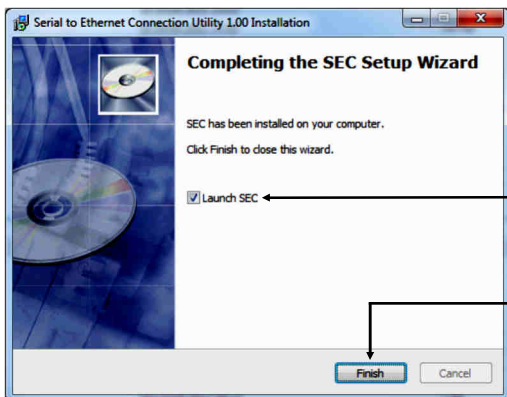 Serial to Ethernet Connection Utility 1.00 Installation
Completing the SEC Setup Wizard
SEC has been installed on your computer.
Click Finish to close this wizard.
Launch SEC
Finish
Cancel